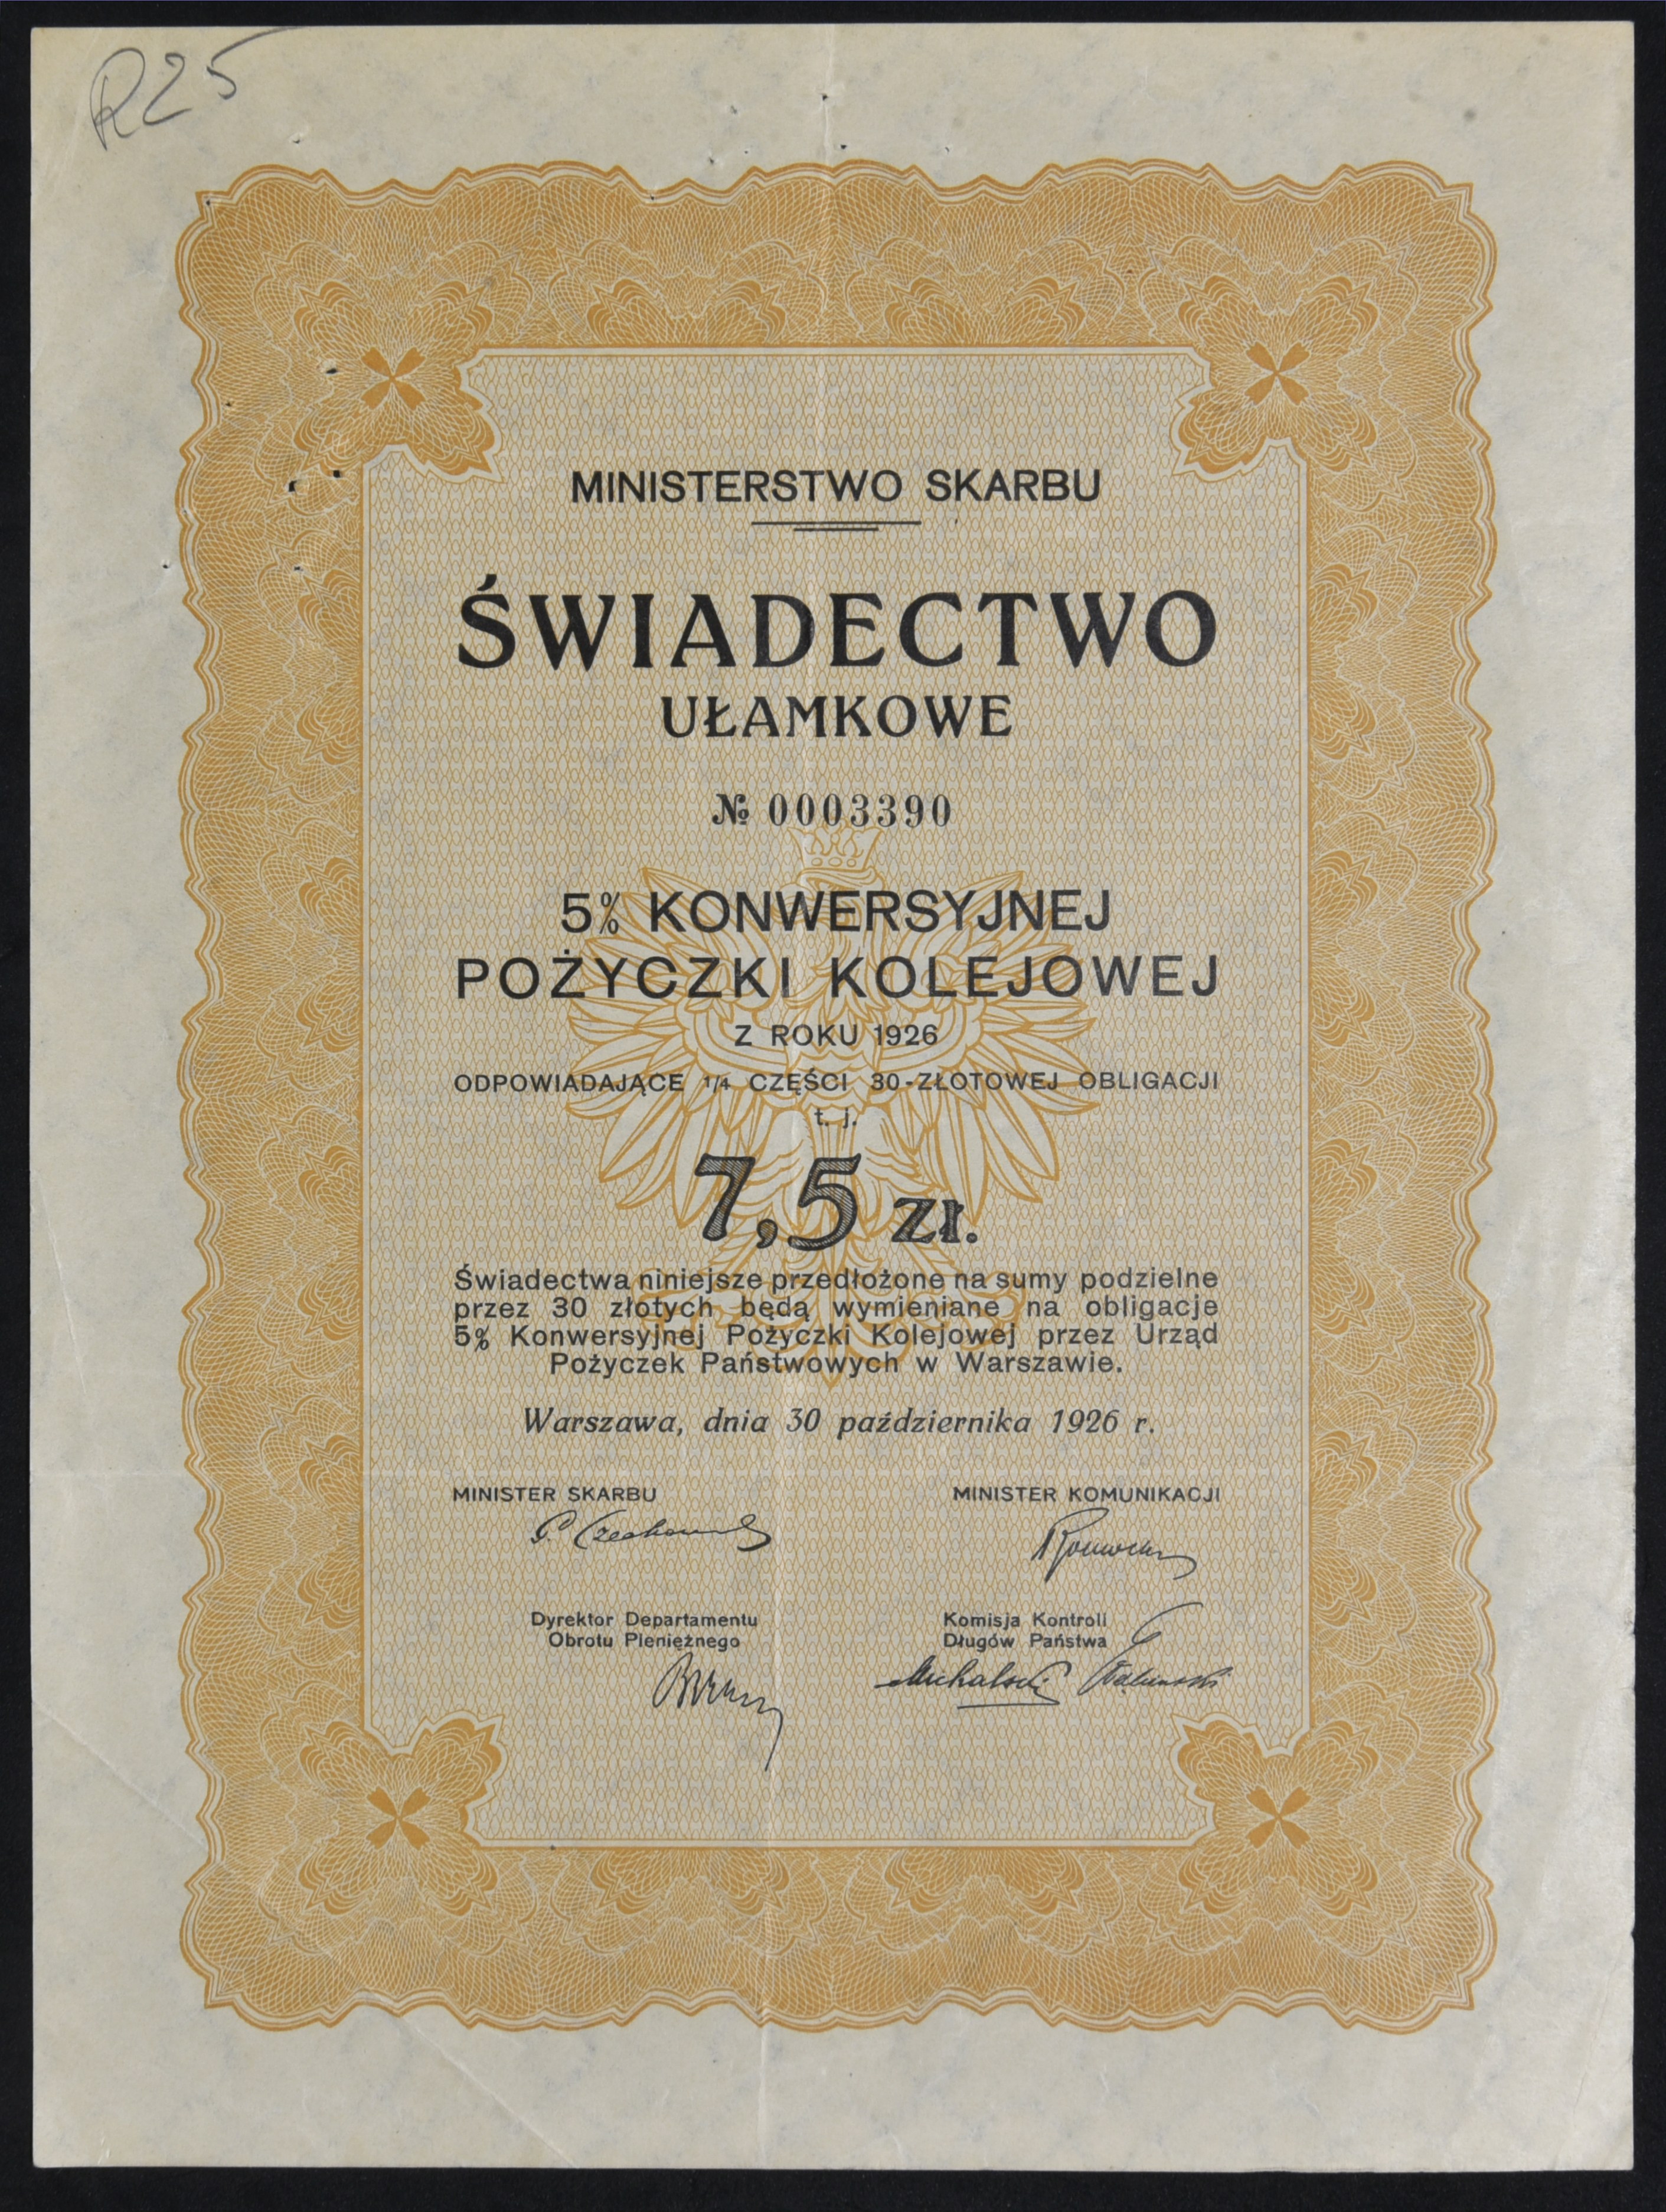 R25
MINISTERSTWO SKARBU
ŚWIADECTWO
UŁAMKOWE
№ 0003390
5% KONWERSYJNEJ
POŻYCZKI KOLEJOWEJ
Z ROKU 1926
ODPOWIADAJĄCE 1/4 CZĘŚCI 30-ZŁOTOWEJ OBLIGACJI
t. j.
7,5 Zł.
Świadectwa niniejsze przedłożone na sumy podzielne
przez 30 złotych będą wymieniane na obligacje
5% Konwersyjnej Pożyczki Kolejowej przez Urząd
Pożyczek Państwowych w Warszawie.
Warszawa, dnia 30 października 1926 r.
MINISTER SKARBU MINISTER KOMUNIKACJI
Dyrektor Departamentu Komisja Kontroli
Obrotu Pieniężnego Długów Państwa
Michalski